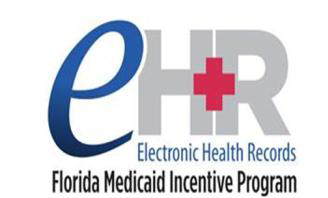 eHR
Electronic Health Records
Florida Medicaid Incentive Program